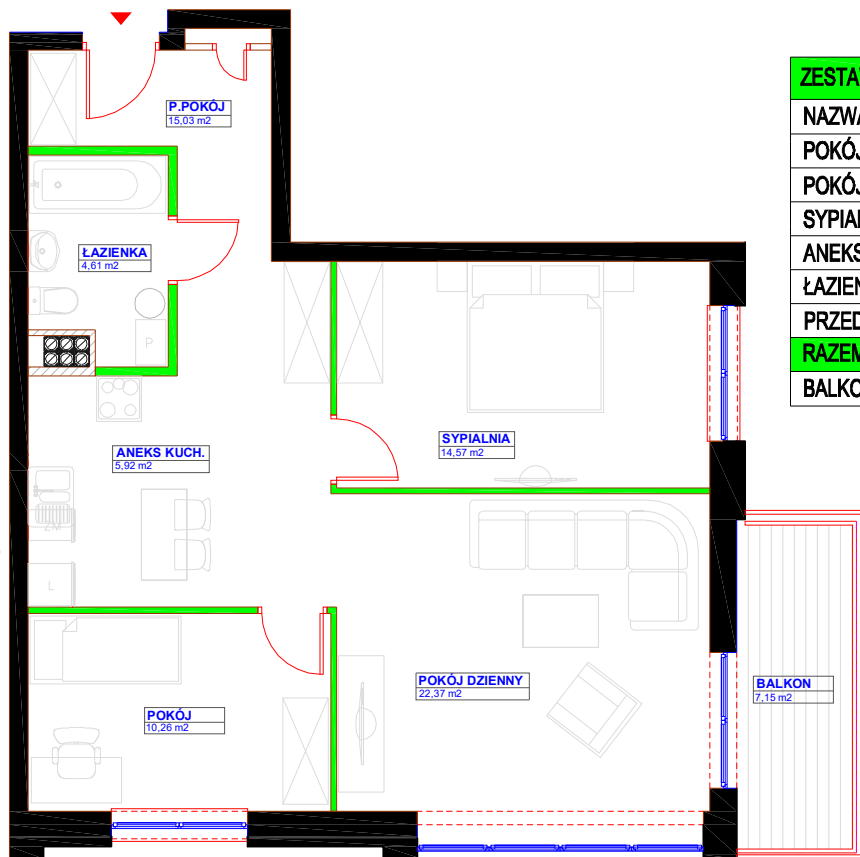 P.POKÓJ
15,03 m2
ŁAZIENKA
4,61 m2
P
ANEKS KUCH.
5,92 m2
SYPIALNIA
14,57 m2
L
POKÓJ
10,26 m2
POKÓJ DZIENNY
22,37 m2
BALKON
7,15 m2
ZESTA
NAZWA
POKÓJ
POKÓJ
SYPIAL
ANEKS
ŁAZIEN
PRZED
RAZEM
BALKO